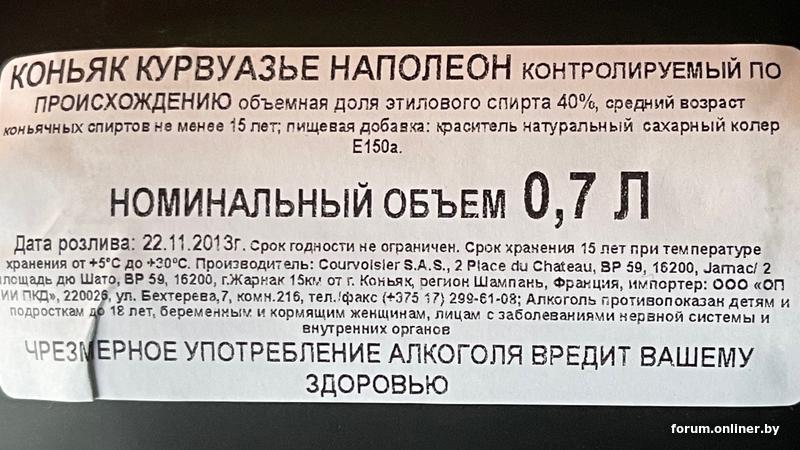 КОНЬЯК КУРВУАЗЬЕ НАПОЛЕОН КОНТРОЛИРУЕМЫЙ ПО
ПРОИСХОЖДЕНИЮ объемная доля этилового спирта 40%, средний возраст
коньячных спиртов не менее 15 лет; пищевая добавка: краситель натуральный сахарный колер
Е150а.
НОМИНАЛЬНЫЙ ОБЪЕМ 0,7 Л
Дата розлива: 22.11.2013г. Срок годности не ограничен. Срок хранения 15 лет при температуре
хранения от +5°С до +30°С. Производитель: Courvoisier S.A.S., 2 Place du Chateau, BP 59, 16200, Jarnac/ 2
площадь дю Шато, ВР 59, 16200, г.Жарнак 15км от г. Коньяк, регион Шампань, Франция, импортер: ООО «ОП
ИИ ПКД», 220026, ул. Бехтерева,7, комн.216, тел./факс (+375 17) 299-61-08; Алкоголь противопоказан детям и
подросткам до 18 лет, беременным и кормящим женщинам, лицам с заболеваниями нервной системы и
внутренних органов
ЧРЕЗМЕРНОЕ УПОТРЕБЛЕНИЕ АЛКОГОЛЯ ВРЕДИТ ВАШЕМУ
ЗДОРОВЬЮ
forum.onliner.by